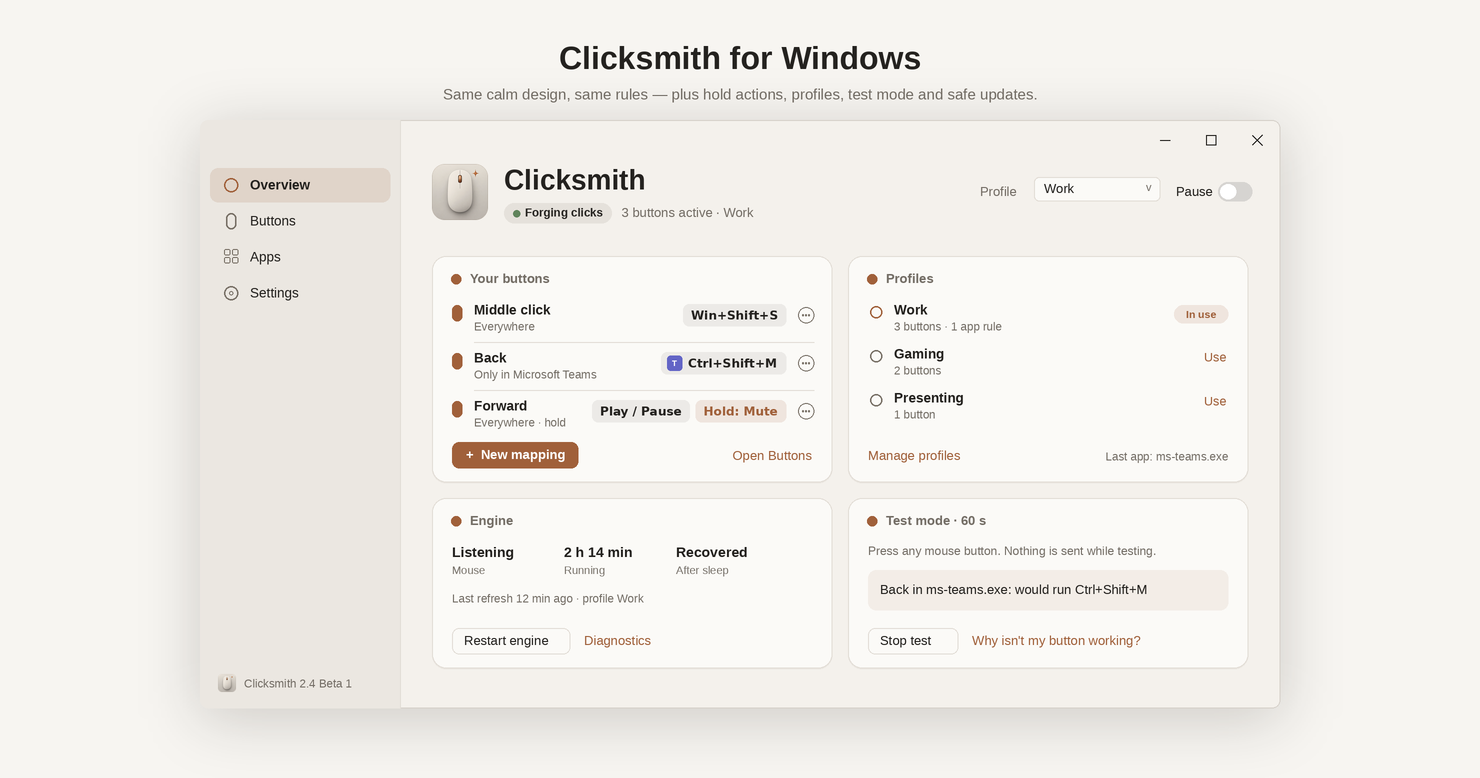 Clicksmith for Windows
Same calm design, same rules — plus hold actions, profiles, test mode and safe updates.
Overview
Buttons
Apps
Settings
Clicksmith 2.4 Beta 1
Clicksmith
Forging clicks
3 buttons active · Work
Profile
Work
v
Pause
Your buttons
Middle click
Everywhere
Win+Shift+S
Back
Only in Microsoft Teams
T
Ctrl+Shift+M
Forward
Everywhere · hold
Play / Pause
Hold: Mute
+ New mapping
Open Buttons
Profiles
Work
3 buttons · 1 app rule
In use
Gaming
2 buttons
Use
Presenting
1 button
Use
Manage profiles
Last app: ms-teams.exe
Engine
Listening
Mouse
2 h 14 min
Running
Recovered
After sleep
Last refresh 12 min ago · profile Work
Restart engine
Diagnostics
Test mode · 60 s
Press any mouse button. Nothing is sent while testing.
Back in ms-teams.exe: would run Ctrl+Shift+M
Stop test
Why isn't my button working?